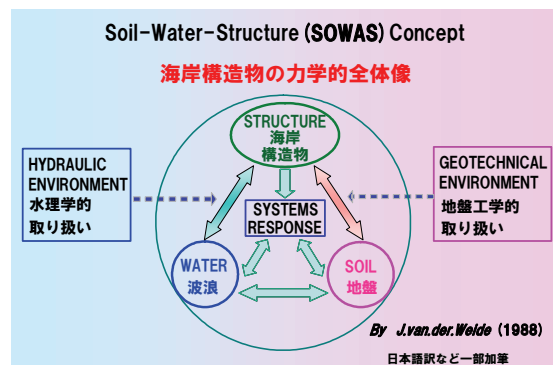 Soil-Water-Structure (SOWAS) Concept
海岸構造物の力学的全体像
STRUCTURE
海岸
構造物
HYDRAULIC
ENVIRONMENT
水理学的
取り扱い
GEOTECHNICAL
ENVIRONMENT
地盤工学的
取り扱い
SYSTEMS
RESPONSE
WATER
波浪
SOIL
地盤
By J.van.der.Weide (1988)
日本語訳など一部加筆